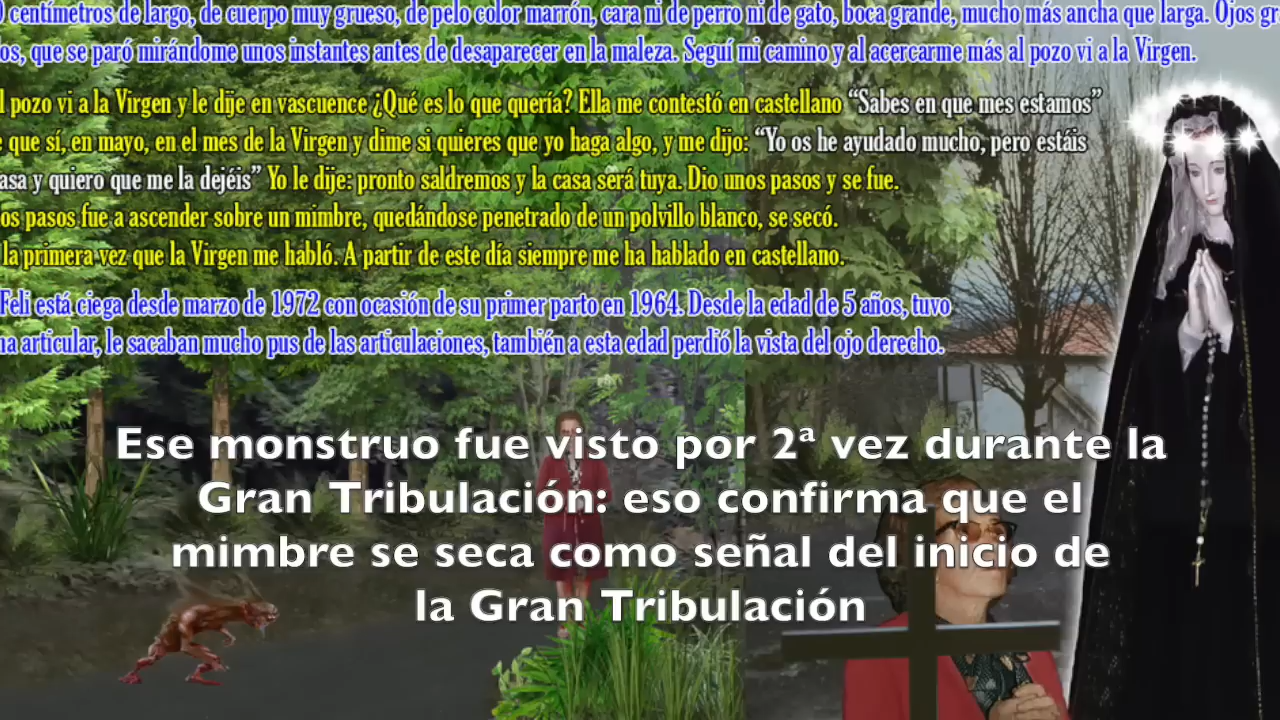 centímetros de largo, de cuerpo muy grueso, de pelo color marrón, cara ni de perro ni de gato, boca grande, mucho más ancha que larga. Ojos gr
os, que se paró mirándome unos instantes antes de desaparecer en la maleza. Seguí mi camino y al acercarme más al pozo vi a la Virgen.
l pozo vi a la Virgen y le dije en vascuence ¿Qué es lo que quería? Ella me contestó en castellano “Sabes en que mes estamos”
e que sí, en mayo, en el mes de la Virgen y dime si quieres que yo haga algo, y me dijo: “Yo os he ayudado mucho, pero estáis
asa y quiero que me la dejéis” Yo le dije: pronto saldremos y la casa será tuya. Dio unos pasos y se fue.
os pasos fue a ascender sobre un mimbre, quedándose penetrado de un polvillo blanco, se secó.
la primera vez que la Virgen me habló. A partir de este día siempre me ha hablado en castellano.
Feli está ciega desde marzo de 1972 con ocasión de su primer parto en 1964. Desde la edad de 5 años, tuvo
ma articular, le sacaban mucho pus de las articulaciones, también a esta edad perdió la vista del ojo derecho.
Ese monstruo fue visto por 2ª vez durante la
Gran Tribulación: eso confirma que el
mimbre se seca como señal del inicio de
la Gran Tribulación